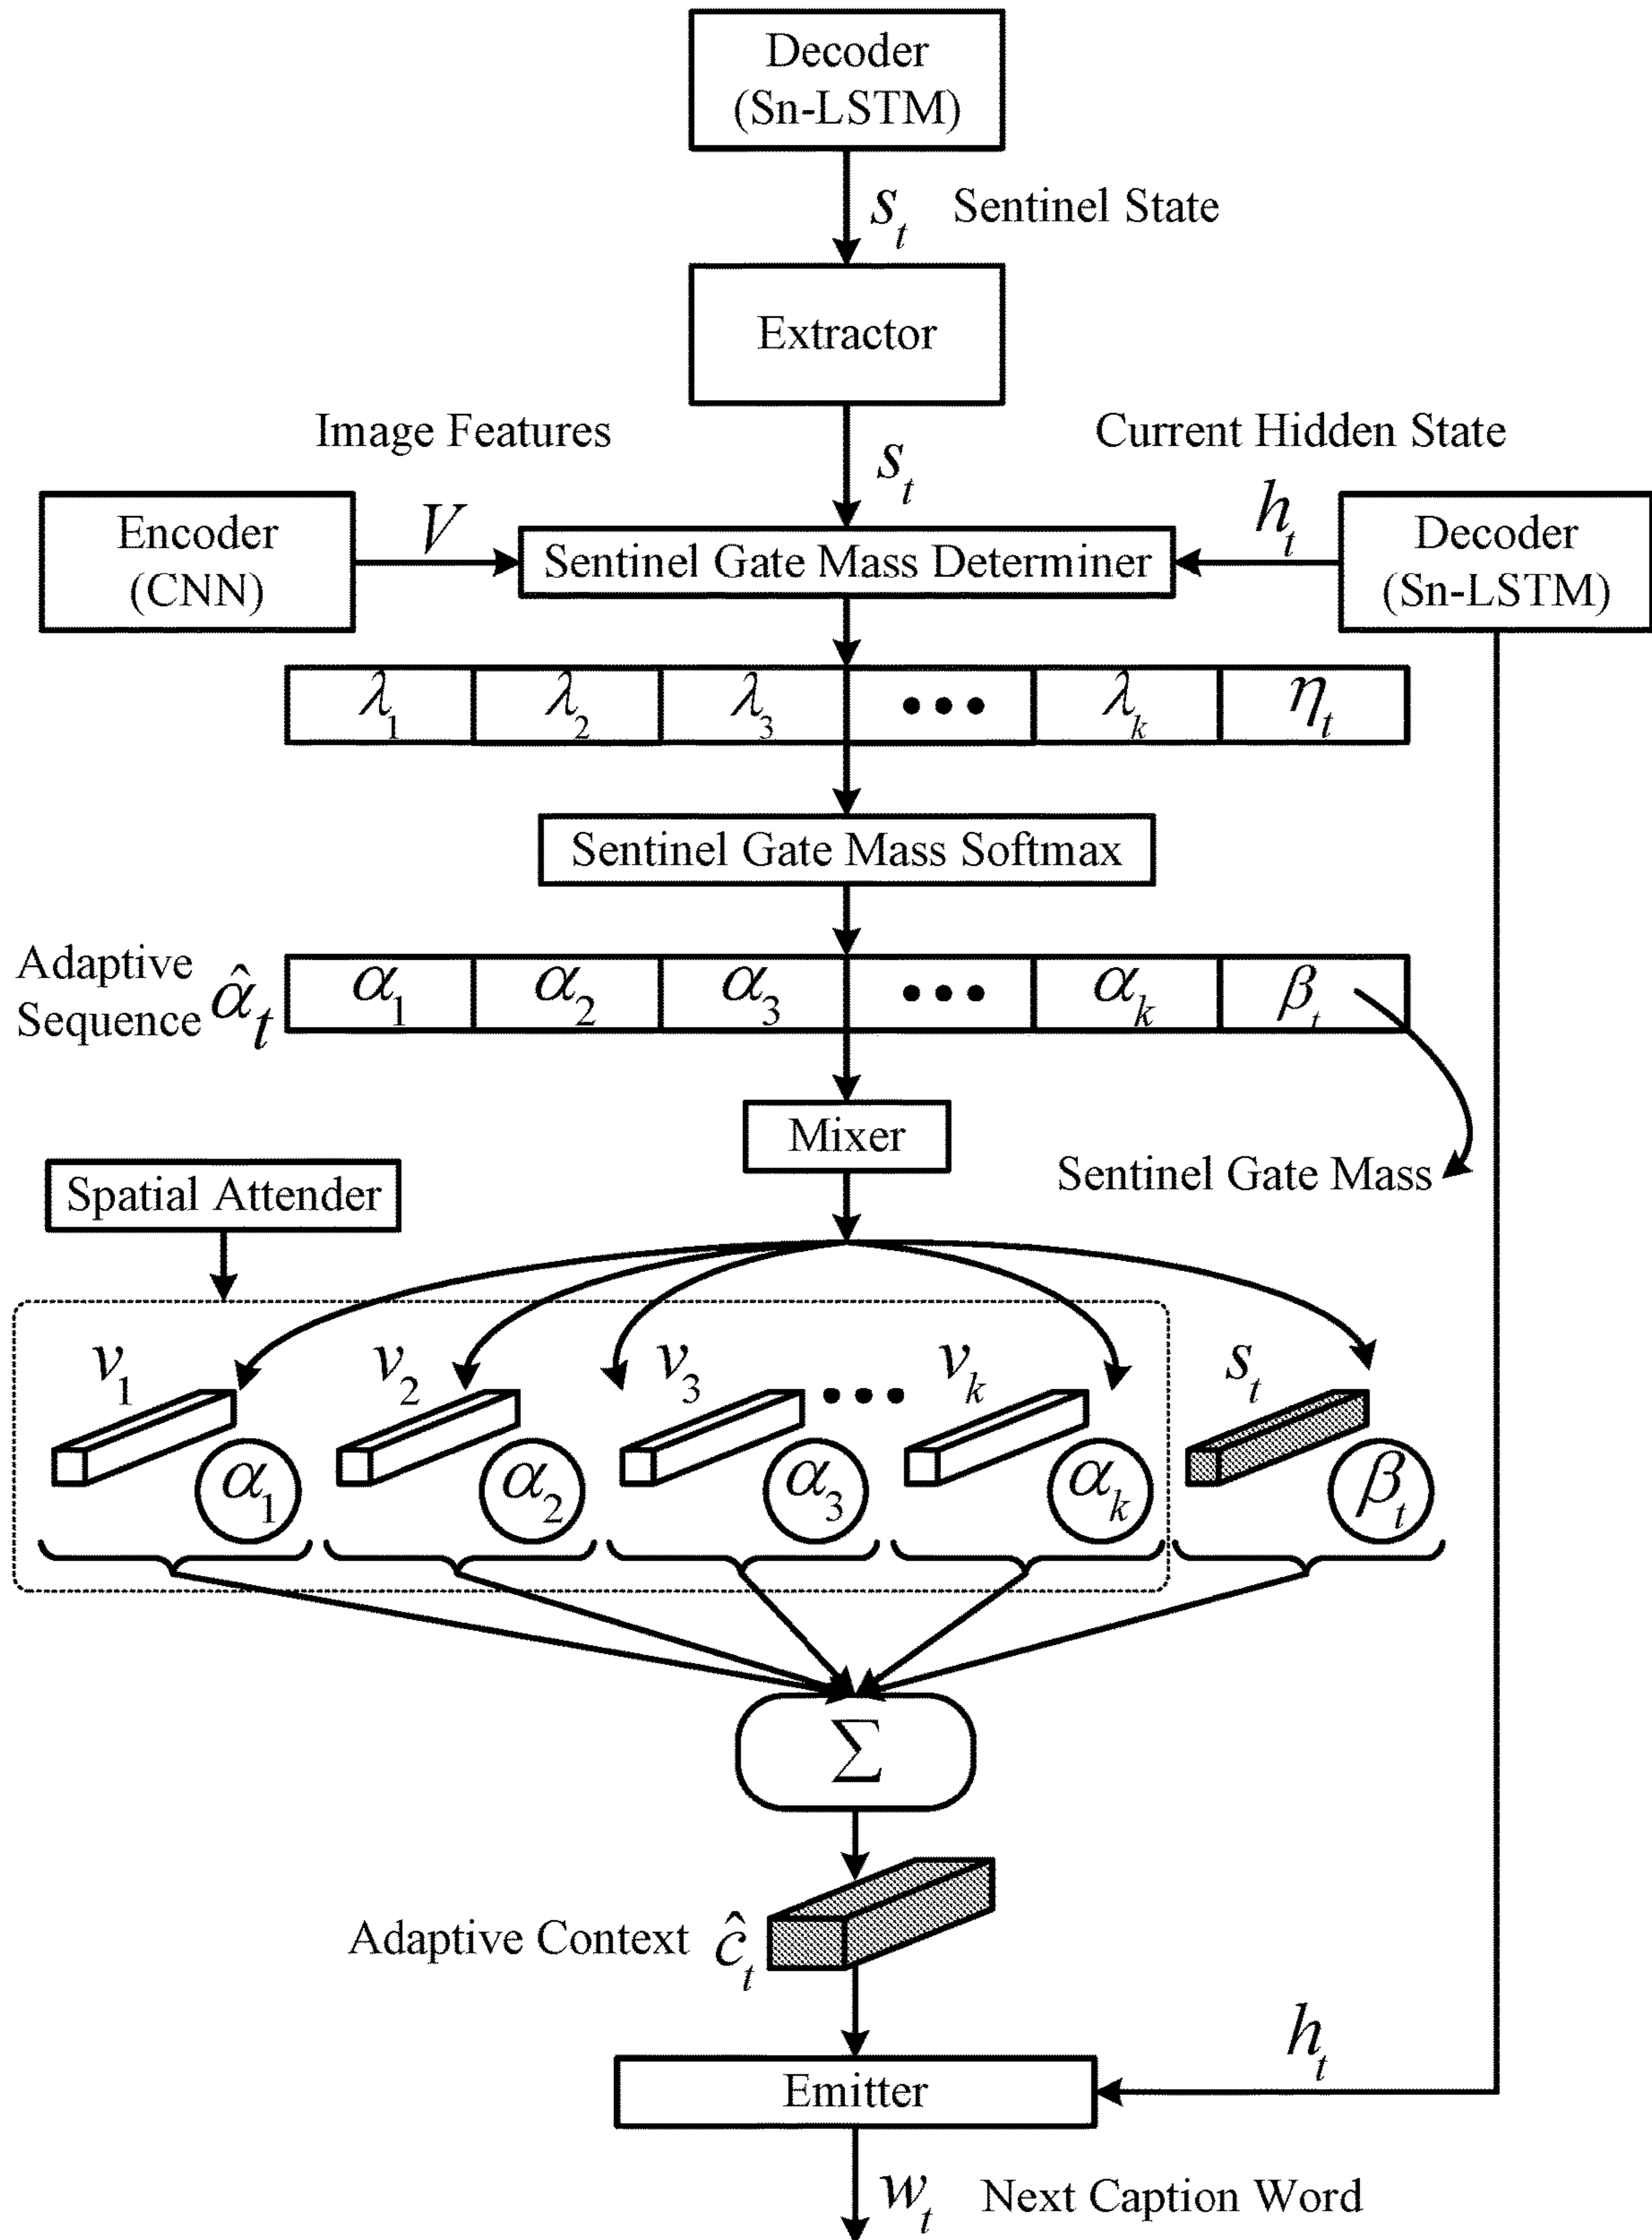 Decoder
(Sn-LSTM)
s_t Sentinel State
Extractor
Image Features
s_t
Current Hidden State
Encoder
(CNN)
V
Sentinel Gate Mass Determiner
h_t
Decoder
(Sn-LSTM)
λ_1 λ_2 λ_3 ••• λ_k η_t
Sentinel Gate Mass Softmax
Adaptive
Sequence
α̂_t
α_1 α_2 α_3 ••• α_k β_t
Mixer
Sentinel Gate Mass
Spatial Attender
v_1 v_2 v_3 ••• v_k s_t
α_1 α_2 α_3 α_k β_t
Σ
Adaptive Context ĉ_t
h_t
Emitter
w_t Next Caption Word